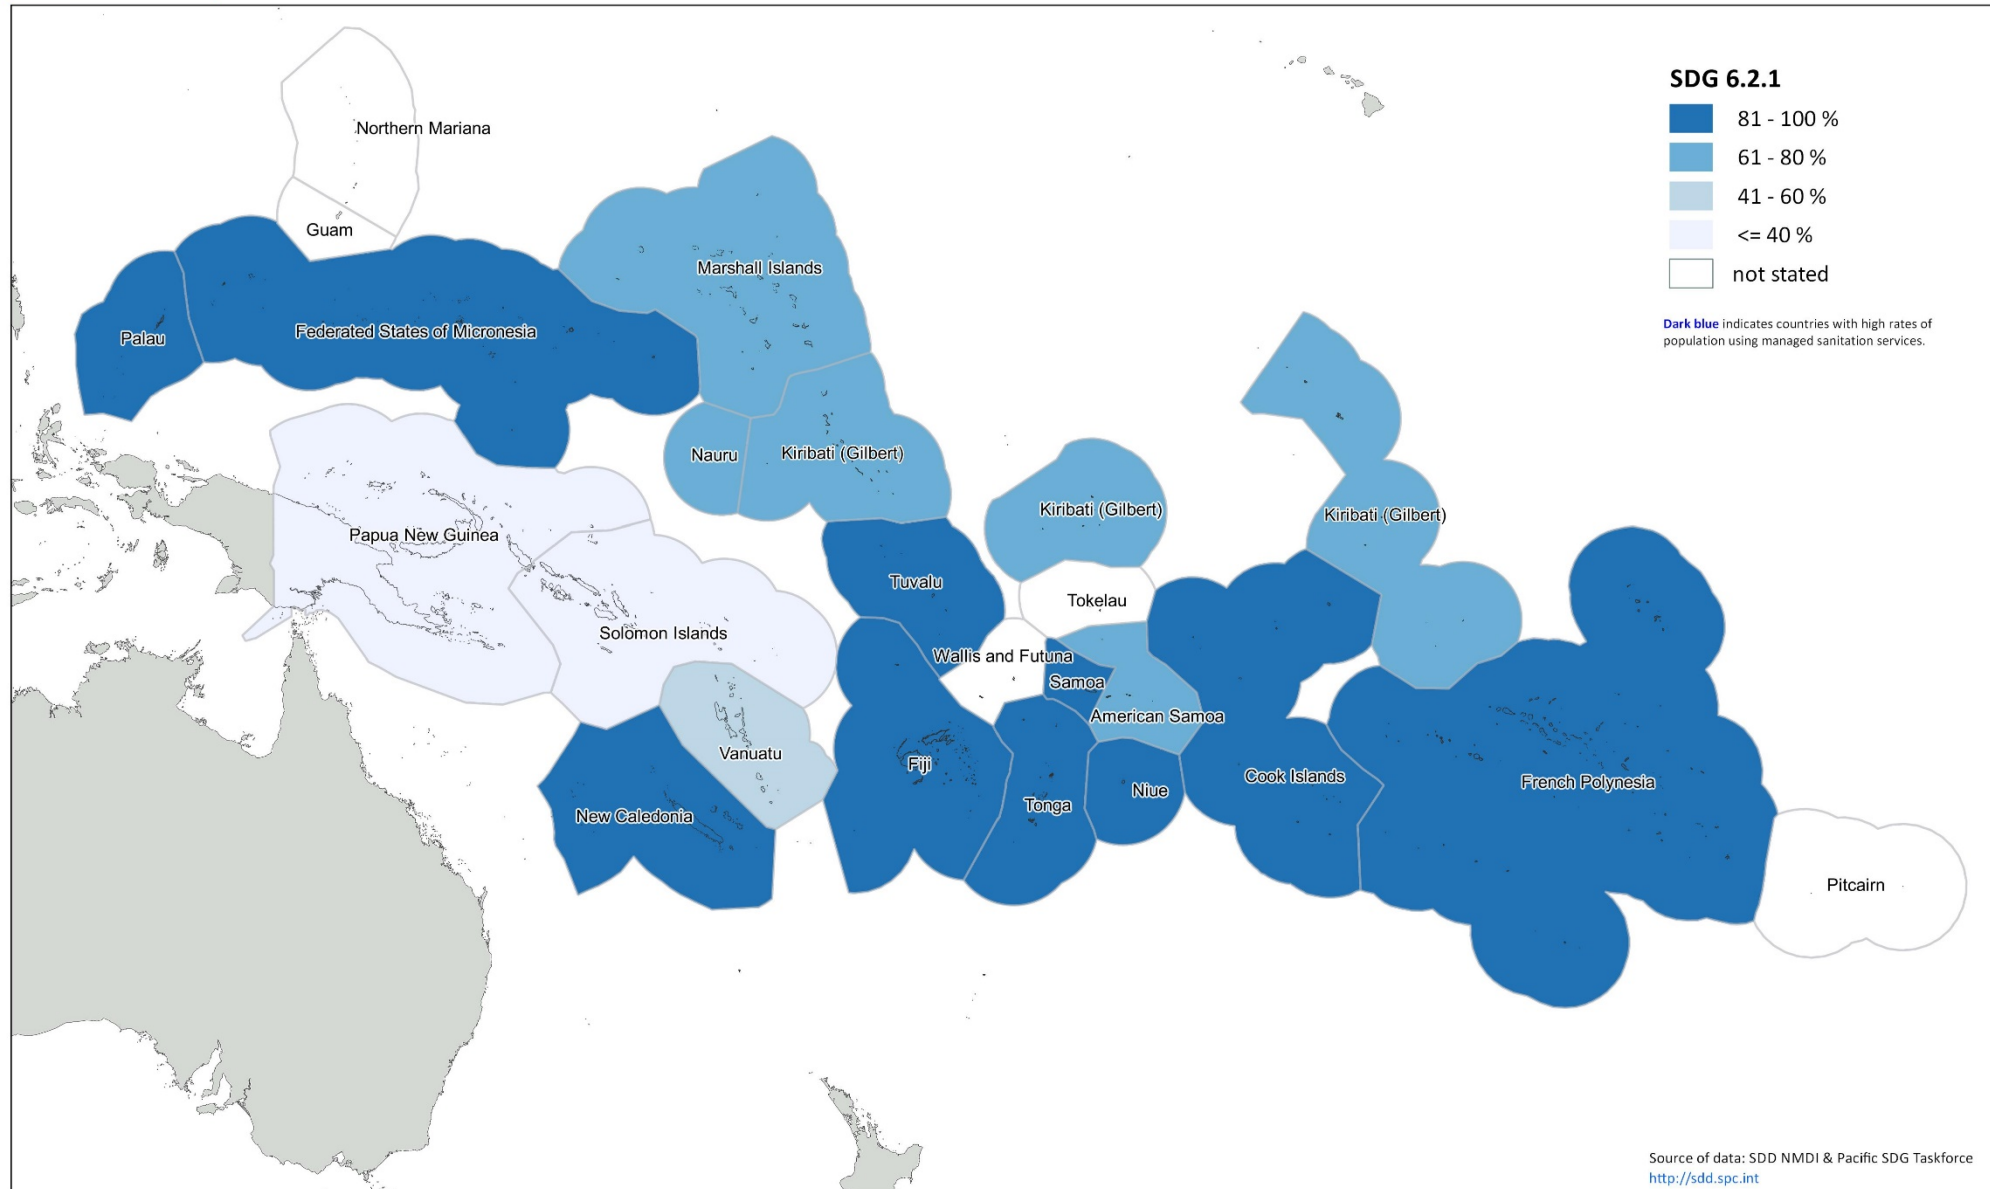 SDG 6.2.1
81 - 100 %
61 - 80 %
41 - 60 %
<= 40 %
not stated
Dark blue indicates countries with high rates of
population using managed sanitation services.
Northern Mariana
Guam
Marshall Islands
Palau
Federated States of Micronesia
Nauru
Kiribati (Gilbert)
Kiribati (Gilbert)
Kiribati (Gilbert)
Papua New Guinea
Tuvalu
Tokelau
Solomon Islands
Wallis and Futuna
Samoa
American Samoa
Vanuatu
Fiji
Cook Islands
French Polynesia
Niue
Tonga
New Caledonia
Pitcairn
Source of data: SDD NMDI & Pacific SDG Taskforce
http://sdd.spc.int